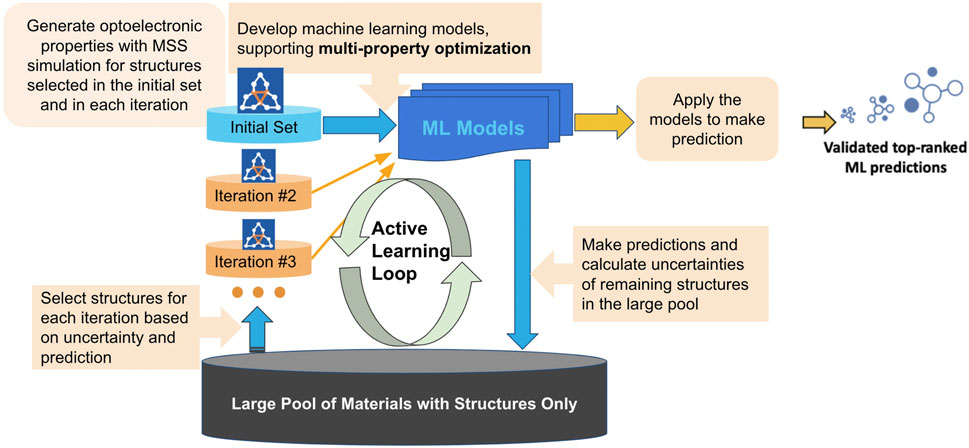 Generate optoelectronic
properties with MSS
simulation for structures
selected in the initial set
and in each iteration
Develop machine learning models,
supporting multi-property optimization
Initial Set
ML Models
Apply the
models to make
prediction
Validated top-ranked
ML predictions
Iteration #2
Iteration #3
Active
Learning
Loop
Make predictions and
calculate uncertainties
of remaining structures
in the large pool
Select structures for
each iteration based
on uncertainty and
prediction
Large Pool of Materials with Structures Only